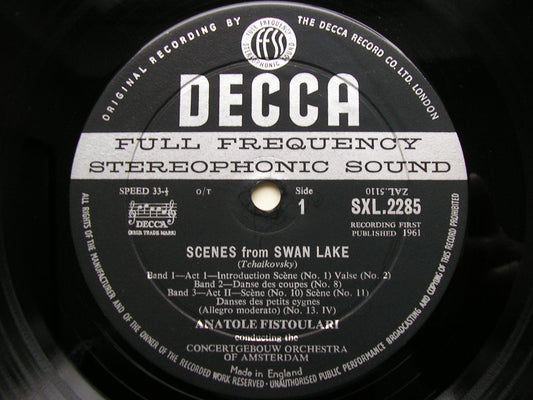 ORIGINAL RECORDING BY
THE DECCA RECORD CO. LTD. LONDON
FULL FREQUENCY
ffss
STEREOPHONIC SOUND
DECCA
FULL FREQUENCY
STEREOPHONIC SOUND
SPEED 33⅓
O/T
Side
1
ZAL.5110
SXL.2285
DECCA
(REGD. TRADE MARK)
RECORDING FIRST
PUBLISHED 1961
SCENES from SWAN LAKE
(Tchaikovsky)
Band 1—Act 1—Introduction Scène (No. 1) Valse (No. 2)
Band 2—Danse des coupes (No. 8)
Band 3—Act II—Scène (No. 10) Scène (No. 11)
Danses des petits cygnes
(Allegro moderato) (No. 13. IV)
ANATOLE FISTOULARI
conducting the
CONCERTGEBOUW ORCHESTRA
OF AMSTERDAM
Made in England
ALL RIGHTS OF THE MANUFACTURER AND OF THE OWNER OF THE RECORDED WORK RESERVED · UNAUTHORISED PUBLIC PERFORMANCE BROADCASTING AND COPYING OF THIS RECORD PROHIBITED